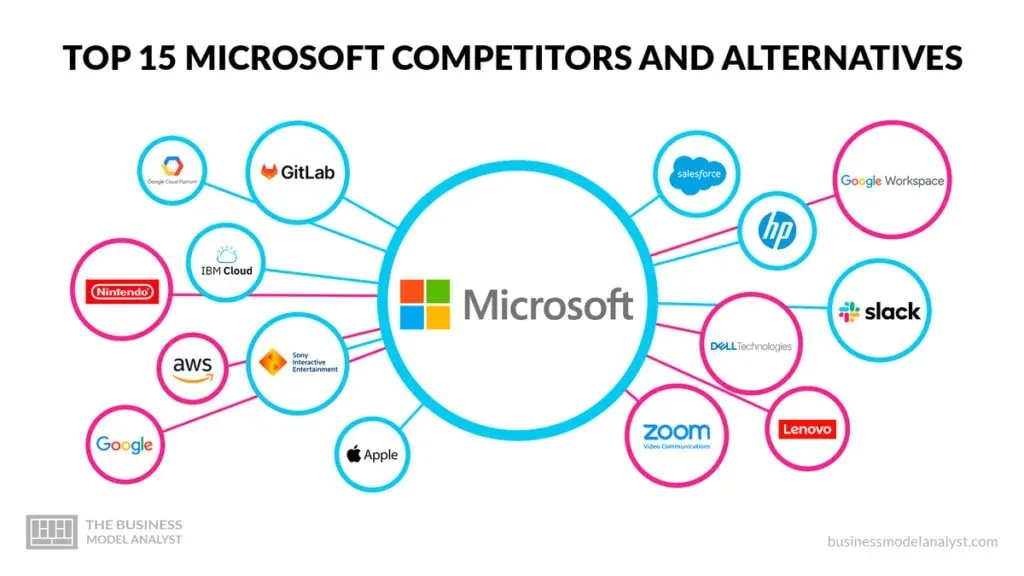 TOP 15 MICROSOFT COMPETITORS AND ALTERNATIVES
Google Cloud Platform
GitLab
IBM Cloud
Nintendo
aws
Sony
Interactive
Entertainment
Google
Apple
Microsoft
salesforce
Google Workspace
hp
slack
DELL Technologies
zoom
Video Communications
Lenovo
THE BUSINESS
MODEL ANALYST
businessmodelanalyst.com